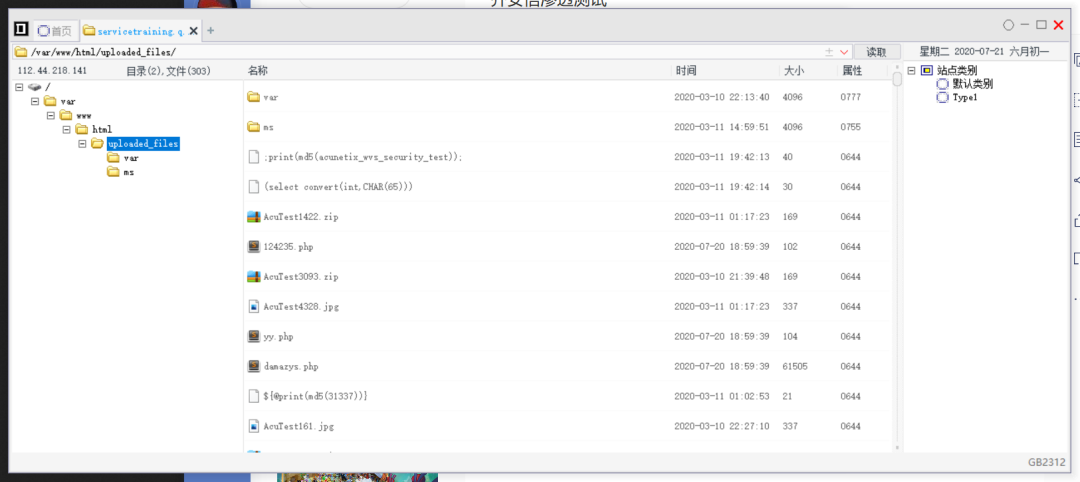 首页
servicetraining.q.
/var/www/html/uploaded_files/
读取
星期二 2020-07-21 六月初一
112.44.218.141 目录(2),文件(303)
名称 时间 大小 属性
/
var
www
html
uploaded_files
var
ms
var 2020-03-10 22:13:40 4096 0777
ms 2020-03-11 14:59:51 4096 0755
;print(md5(acunetix_wvs_security_test)); 2020-03-11 19:42:13 40 0644
(select convert(int,CHAR(65))) 2020-03-11 19:42:14 30 0644
AcuTest1422.zip 2020-03-11 01:17:23 169 0644
124235.php 2020-07-20 18:59:39 102 0644
AcuTest3093.zip 2020-03-10 21:39:48 169 0644
AcuTest4328.jpg 2020-03-11 01:17:23 337 0644
yy.php 2020-07-20 18:59:39 104 0644
damazys.php 2020-07-20 18:59:39 61505 0644
${@print(md5(31337))} 2020-03-11 01:02:53 21 0644
AcuTest161.jpg 2020-03-10 22:27:10 337 0644
站点类别
默认类别
Type1
GB2312